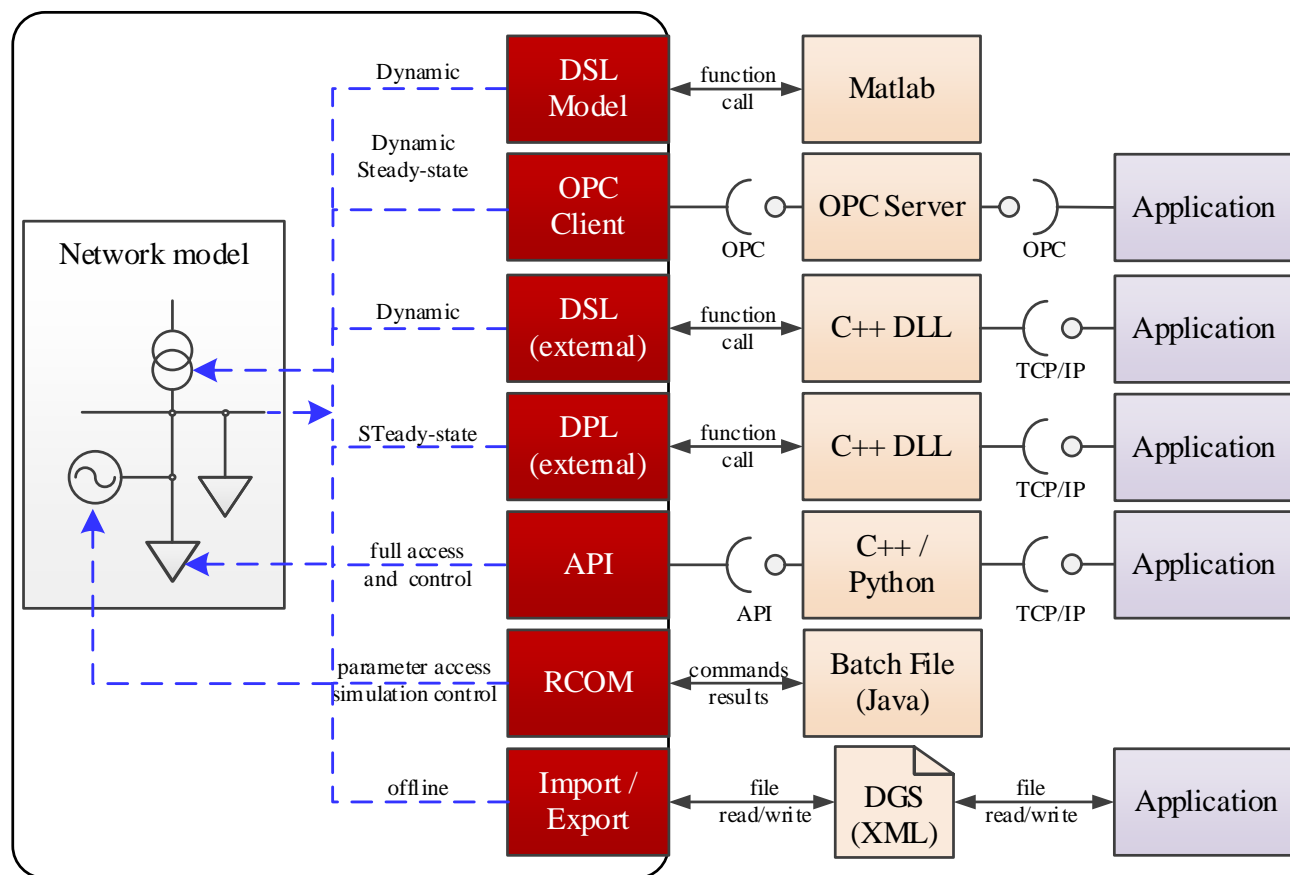 Dynamic
DSL
Model
function
call
Matlab
Dynamic
Steady-state
OPC
Client
OPC
OPC Server
OPC
Application
Network model
Dynamic
DSL
(external)
function
call
C++ DLL
TCP/IP
Application
STeady-state
DPL
(external)
function
call
C++ DLL
TCP/IP
Application
full access
and control
API
API
C++ /
Python
TCP/IP
Application
parameter access
simulation control
RCOM
commands
results
Batch File
(Java)
offline
Import /
Export
file
read/write
DGS
(XML)
file
read/write
Application